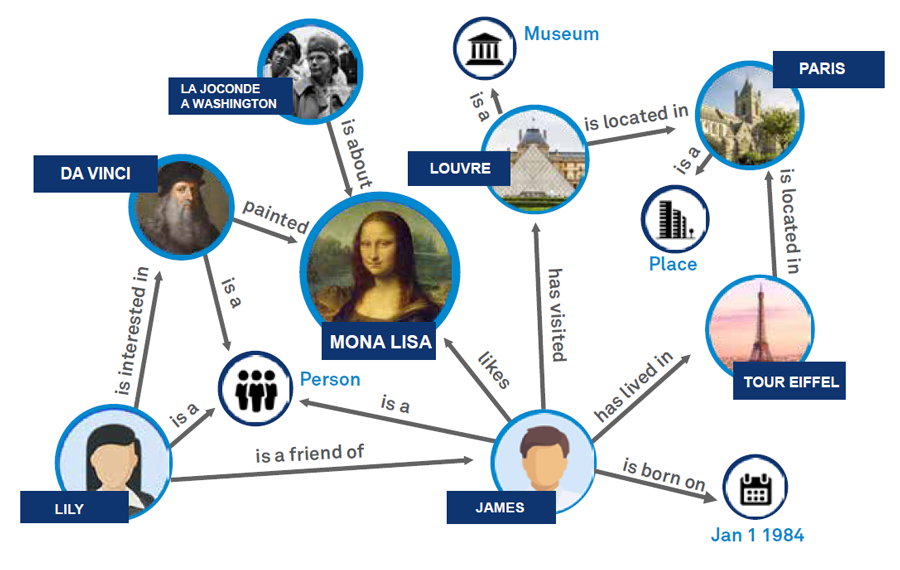 Museum
PARIS
LA JOCONDE
A WASHINGTON
is a
is located in
is about
LOUVRE
is a
DA VINCI
is located in
painted
Place
is a
has visited
is interested in
MONA LISA
likes
Person
has lived in
TOUR EIFFEL
is a
is a
is a friend of
is born on
LILY
JAMES
Jan 1 1984